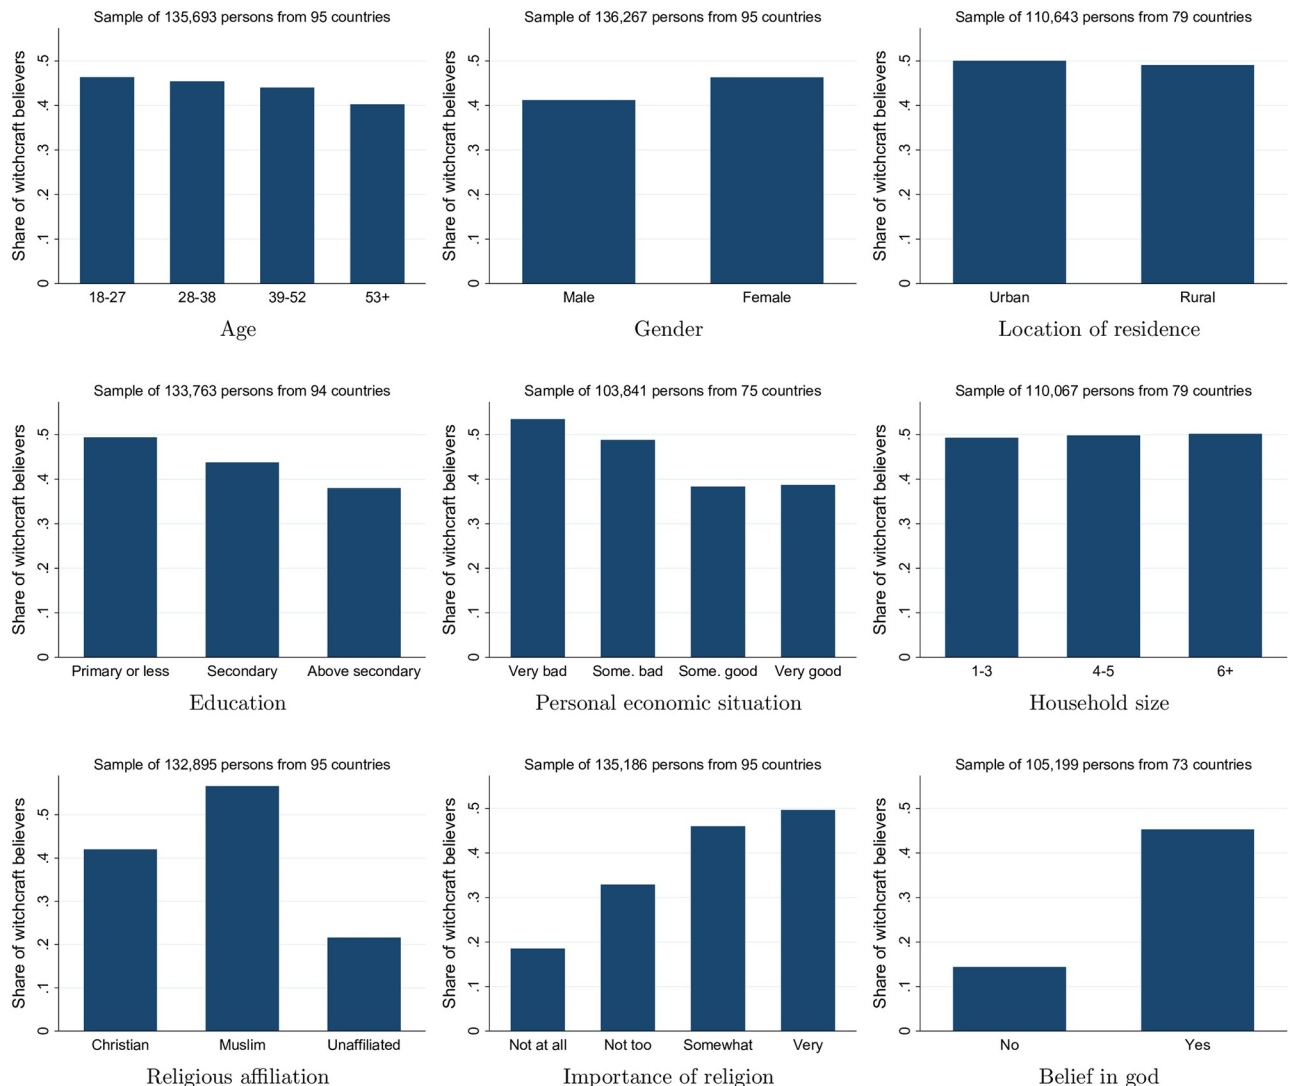 Sample of 135,693 persons from 95 countries
Share of witchcraft believers
.5
.4
.3
.2
.1
0
18-27 28-38 39-52 53+
Age
Sample of 136,267 persons from 94 countries
Share of witchcraft believers
.5
.4
.3
.2
.1
0
Male Female
Gender
Sample of 110,643 persons from 79 countries
Share of witchcraft believers
.5
.4
.3
.2
.1
0
Urban Rural
Location of residence
Sample of 133,763 persons from 94 countries
Share of witchcraft believers
.5
.4
.3
.2
.1
0
Primary or less Secondary Above secondary
Education
Sample of 103,841 persons from 75 countries
Share of witchcraft believers
.5
.4
.3
.2
.1
0
Very bad Some. bad Some. good Very good
Personal economic situation
Sample of 110,067 persons from 79 countries
Share of witchcraft believers
.5
.4
.3
.2
.1
0
1-3 4-5 6+
Household size
Sample of 132,895 persons from 95 countries
Share of witchcraft believers
.5
.4
.3
.2
.1
0
Christian Muslim Unaffiliated
Religious affiliation
Sample of 135,186 persons from 95 countries
Share of witchcraft believers
.5
.4
.3
.2
.1
0
Not at all Not too Somewhat Very
Importance of religion
Sample of 105,199 persons from 73 countries
Share of witchcraft believers
.5
.4
.3
.2
.1
0
No Yes
Belief in god